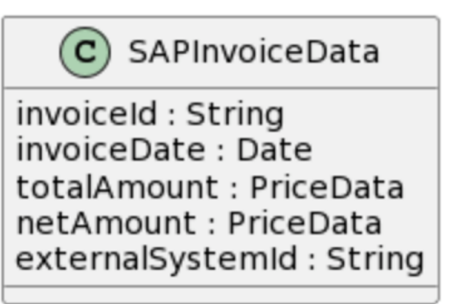 C SAPInvoiceData
invoiceId : String
invoiceDate : Date
totalAmount : PriceData
netAmount : PriceData
externalSystemId : String